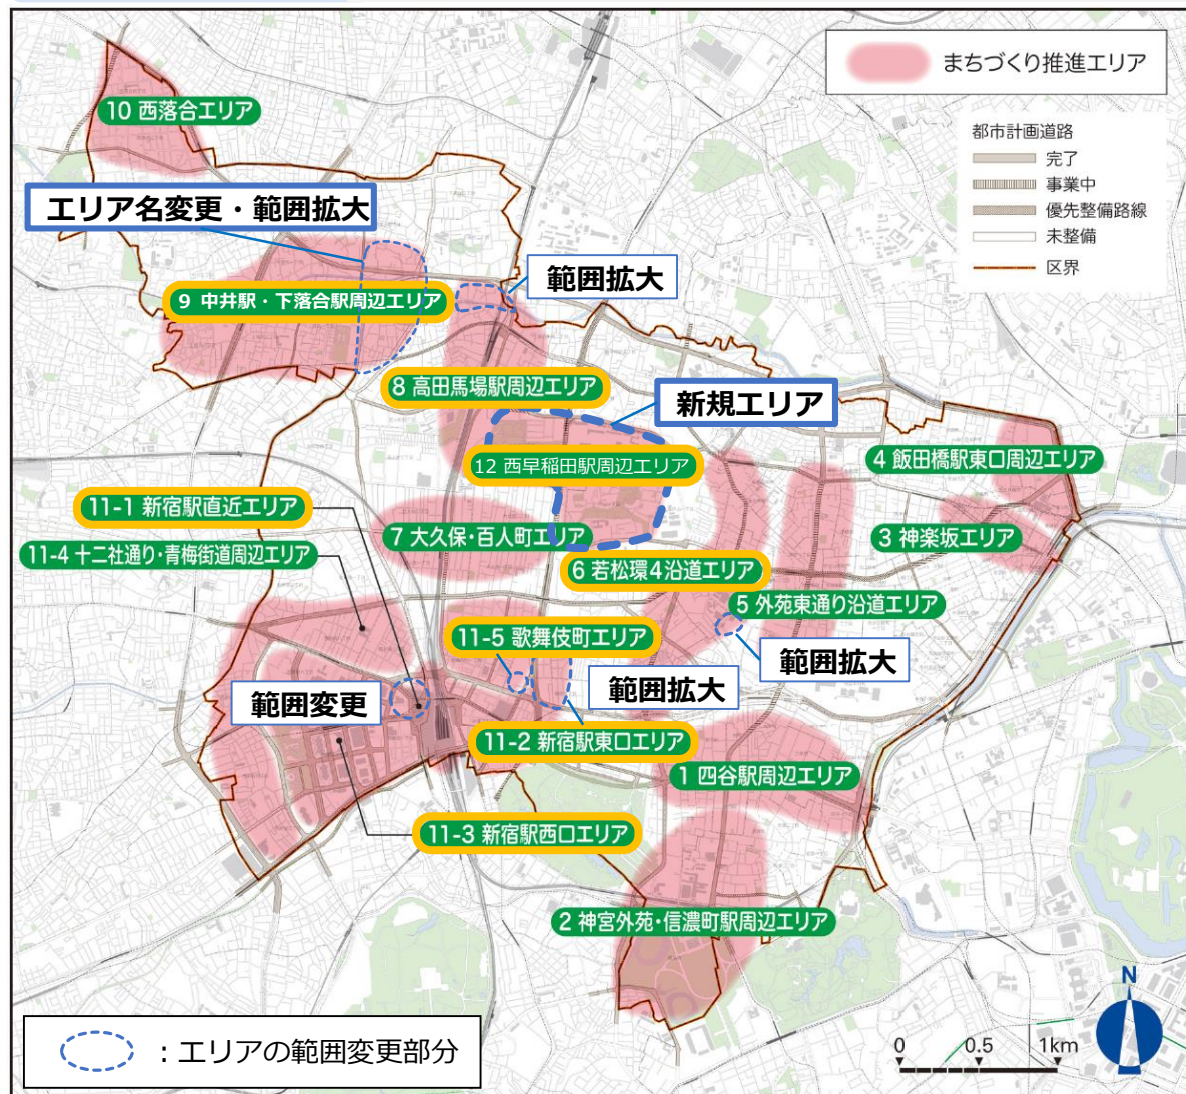 まちづくり推進エリア
都市計画道路
完了
事業中
優先整備路線
未整備
区界
10 西落合エリア
エリア名変更・範囲拡大
範囲拡大
9 中井駅・下落合駅周辺エリア
8 高田馬場駅周辺エリア
新規エリア
12 西早稲田駅周辺エリア
4 飯田橋駅東口周辺エリア
11-1 新宿駅直近エリア
7 大久保・百人町エリア
3 神楽坂エリア
11-4 十二社通り・青梅街道周辺エリア
6 若松環4沿道エリア
5 外苑東通り沿道エリア
11-5 歌舞伎町エリア
範囲拡大
範囲拡大
範囲変更
11-2 新宿駅東口エリア
1 四谷駅周辺エリア
11-3 新宿駅西口エリア
2 神宮外苑・信濃町駅周辺エリア
N
0 0.5 1km
：エリアの範囲変更部分